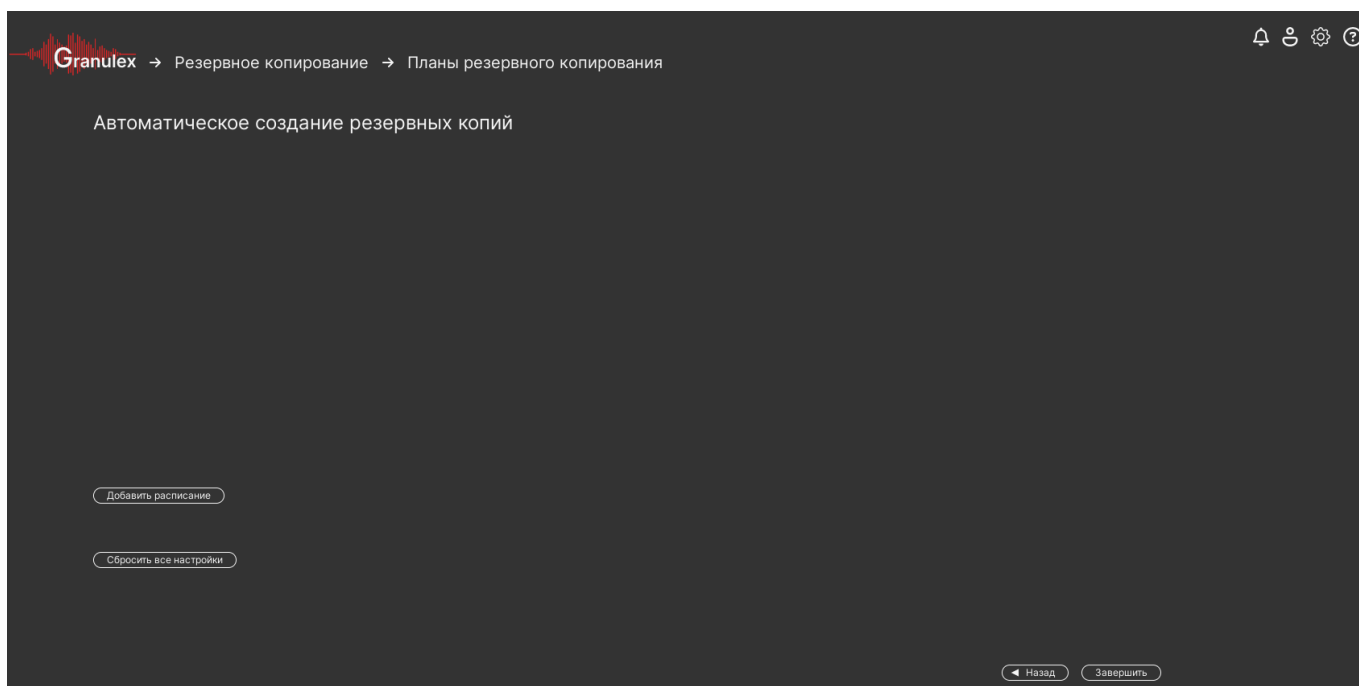 Granulex → Резервное копирование → Планы резервного копирования
Автоматическое создание резервных копий
Добавить расписание
Сбросить все настройки
◄ Назад
Завершить